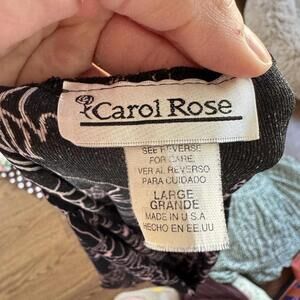 Carol Rose
SEE REVERSE
FOR CARE
VER AL REVERSO
PARA CUIDADO
LARGE
GRANDE
MADE IN U.S.A
HECHO EN EE.UU